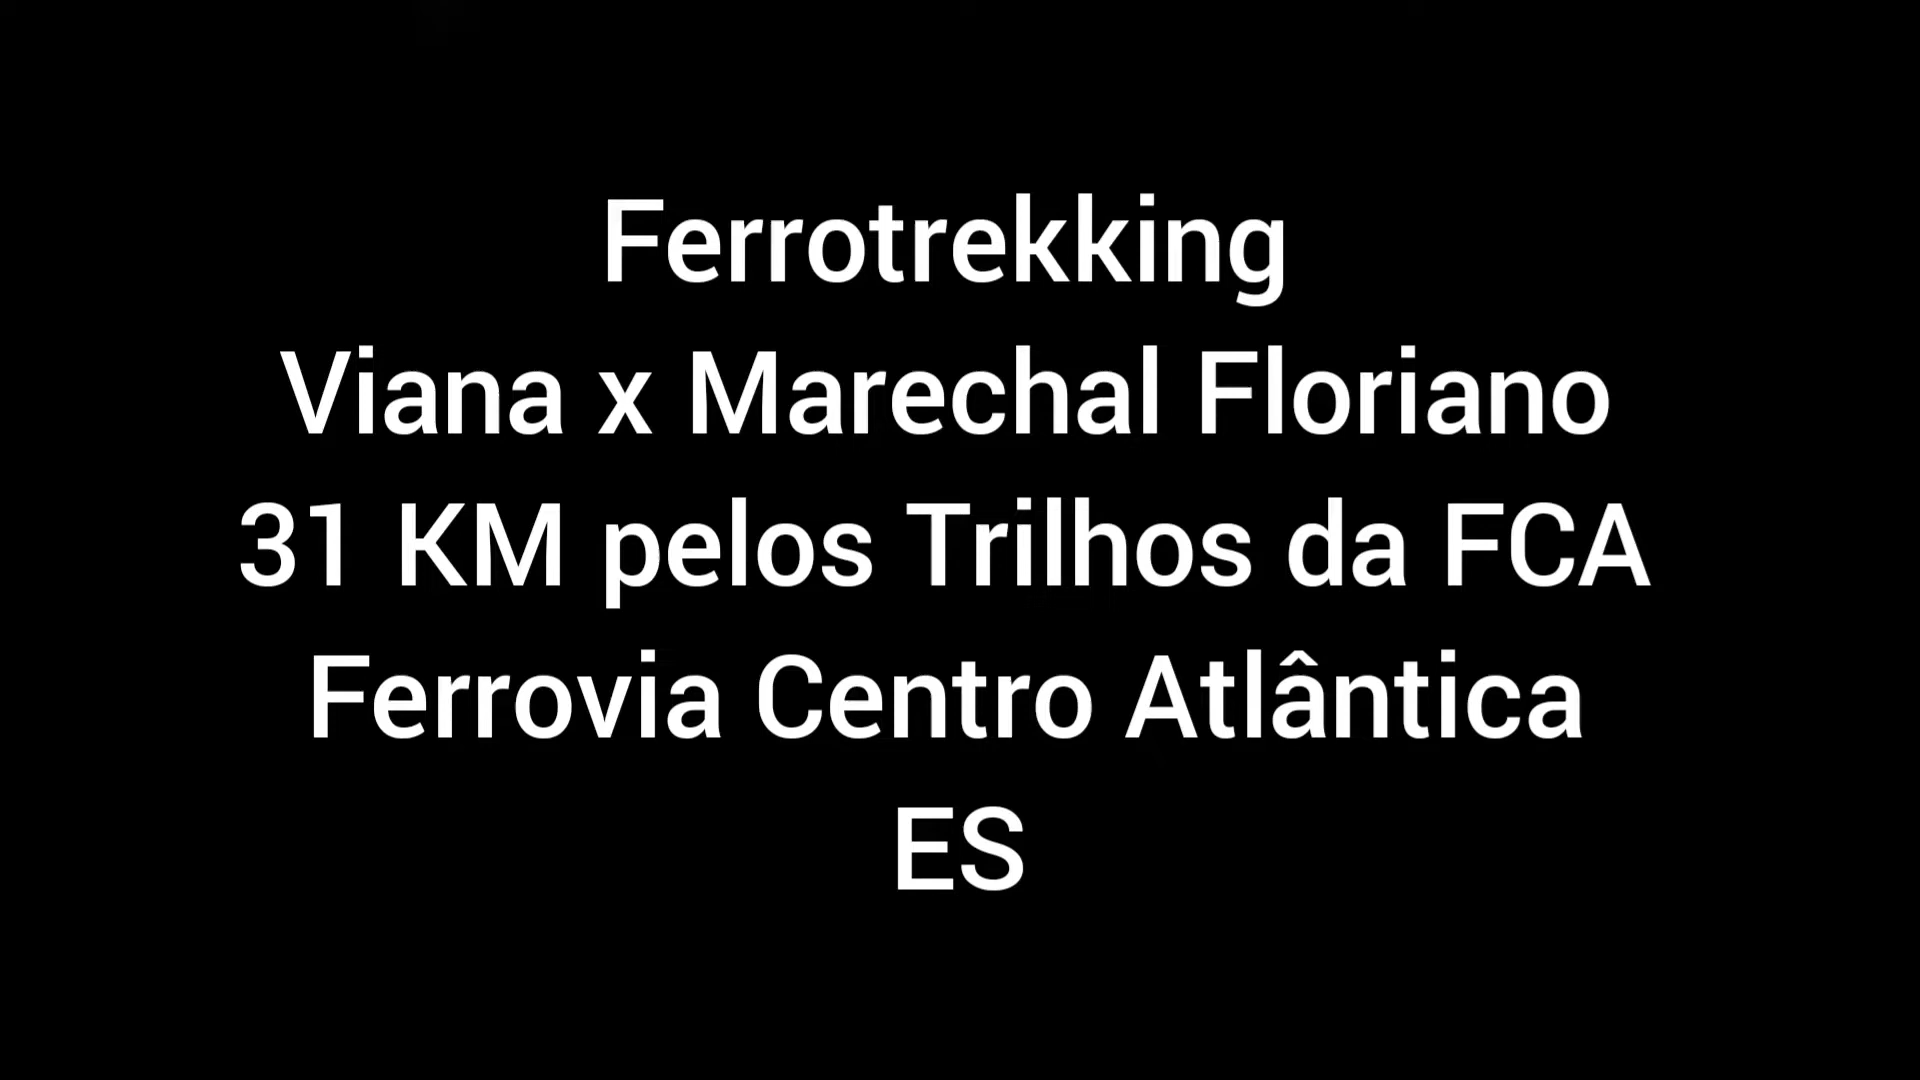 Ferrotrekking
Viana x Marechal Floriano
31 KM pelos Trilhos da FCA
Ferrovia Centro Atlântica
ES